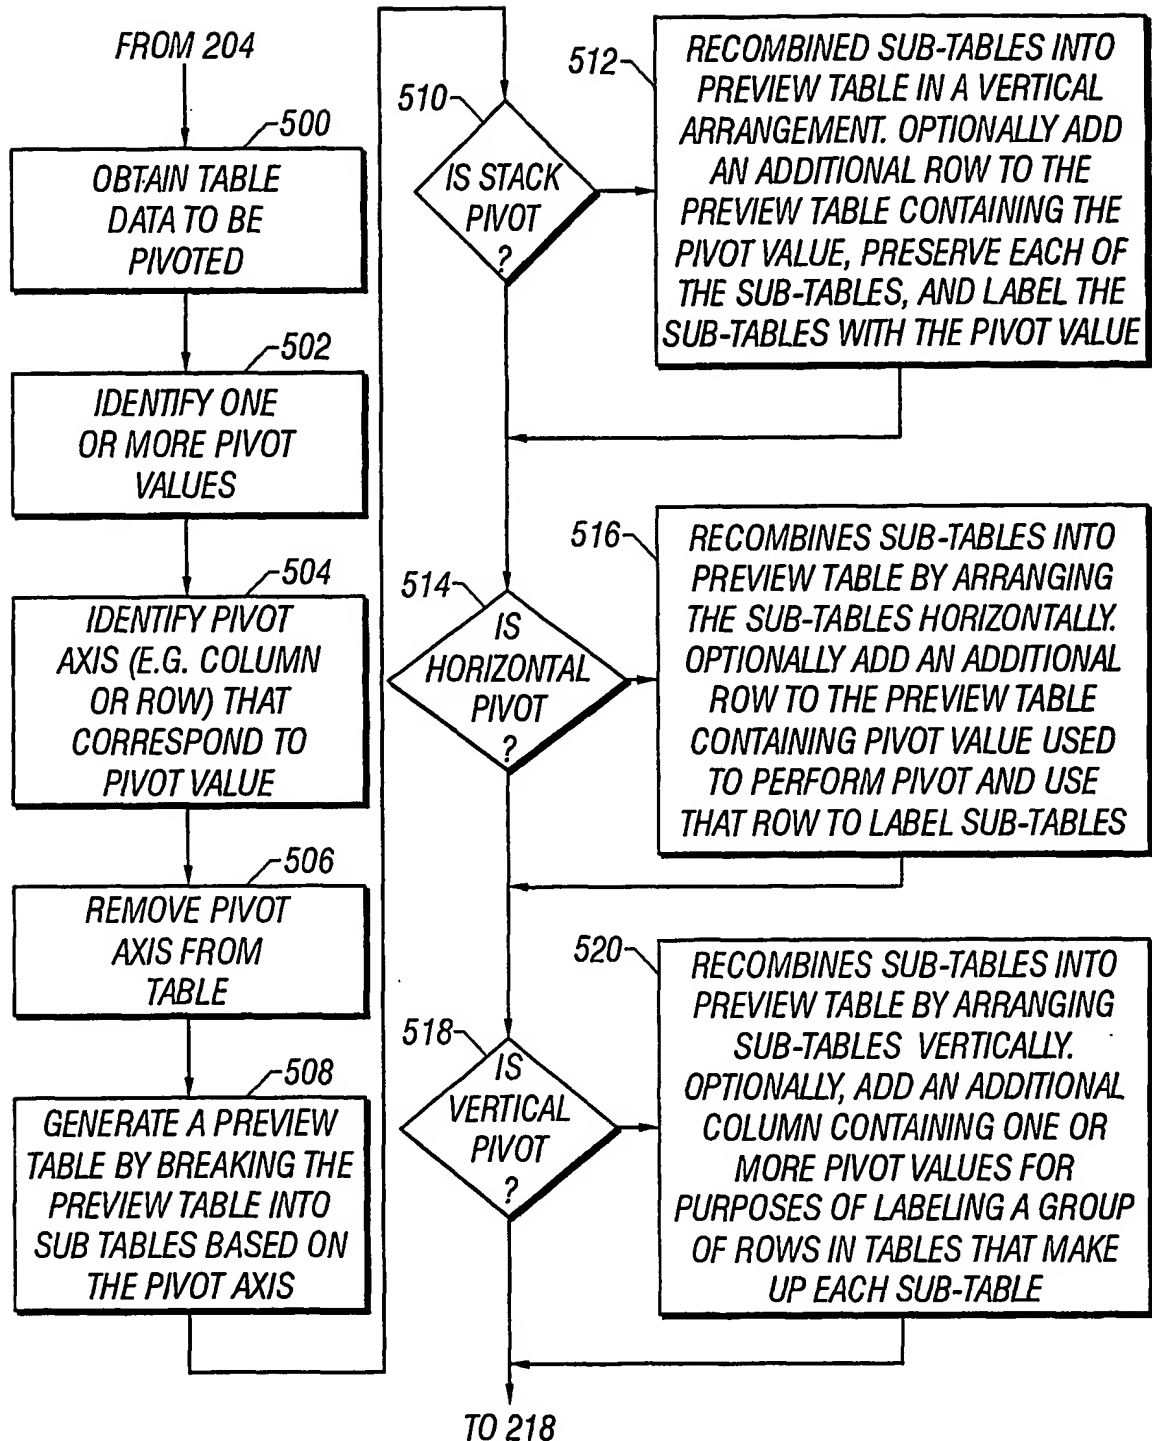 FROM 204
500
OBTAIN TABLE
DATA TO BE
PIVOTED
502
IDENTIFY ONE
OR MORE PIVOT
VALUES
504
IDENTIFY PIVOT
AXIS (E.G. COLUMN
OR ROW) THAT
CORRESPOND TO
PIVOT VALUE
506
REMOVE PIVOT
AXIS FROM
TABLE
508
GENERATE A PREVIEW
TABLE BY BREAKING THE
PREVIEW TABLE INTO
SUB TABLES BASED ON
THE PIVOT AXIS
510
IS STACK
PIVOT
?
512
RECOMBINED SUB-TABLES INTO
PREVIEW TABLE IN A VERTICAL
ARRANGEMENT. OPTIONALLY ADD
AN ADDITIONAL ROW TO THE
PREVIEW TABLE CONTAINING THE
PIVOT VALUE, PRESERVE EACH OF
THE SUB-TABLES, AND LABEL THE
SUB-TABLES WITH THE PIVOT VALUE
514
IS
HORIZONTAL
PIVOT
?
516
RECOMBINES SUB-TABLES INTO
PREVIEW TABLE BY ARRANGING
THE SUB-TABLES HORIZONTALLY.
OPTIONALLY ADD AN ADDITIONAL
ROW TO THE PREVIEW TABLE
CONTAINING PIVOT VALUE USED
TO PERFORM PIVOT AND USE
THAT ROW TO LABEL SUB-TABLES
518
IS
VERTICAL
PIVOT
?
520
RECOMBINES SUB-TABLES INTO
PREVIEW TABLE BY ARRANGING
SUB-TABLES VERTICALLY.
OPTIONALLY, ADD AN ADDITIONAL
COLUMN CONTAINING ONE OR
MORE PIVOT VALUES FOR
PURPOSES OF LABELING A GROUP
OF ROWS IN TABLES THAT MAKE
UP EACH SUB-TABLE
TO 218